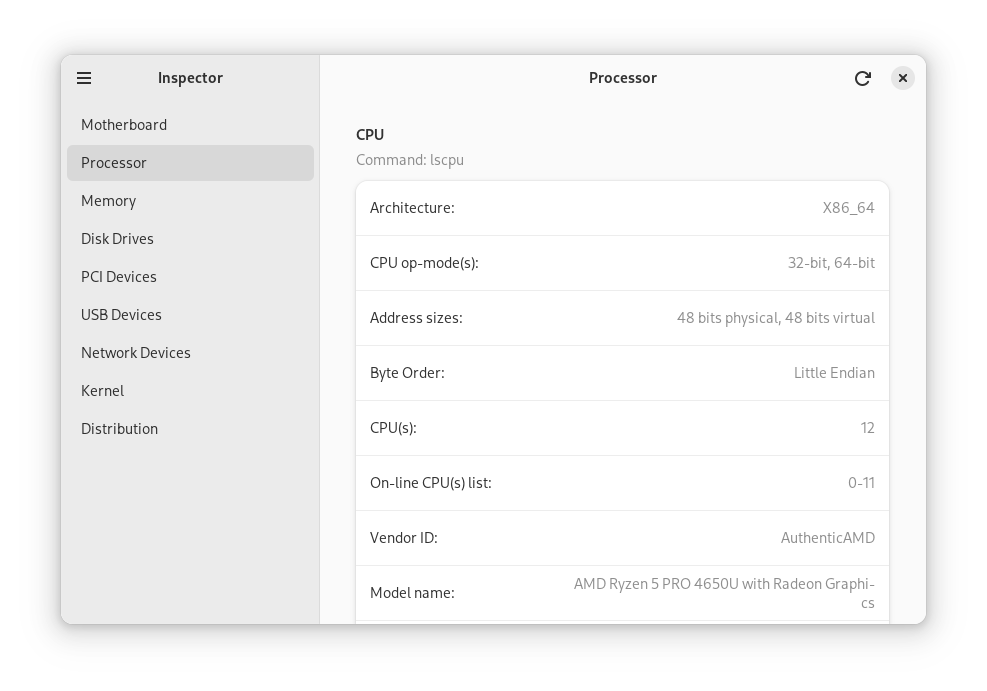 Inspector
Motherboard
Processor
Memory
Disk Drives
PCI Devices
USB Devices
Network Devices
Kernel
Distribution
Processor
CPU
Command: lscpu
Architecture: X86_64
CPU op-mode(s): 32-bit, 64-bit
Address sizes: 48 bits physical, 48 bits virtual
Byte Order: Little Endian
CPU(s): 12
On-line CPU(s) list: 0-11
Vendor ID: AuthenticAMD
Model name: AMD Ryzen 5 PRO 4650U with Radeon Graphi-
cs